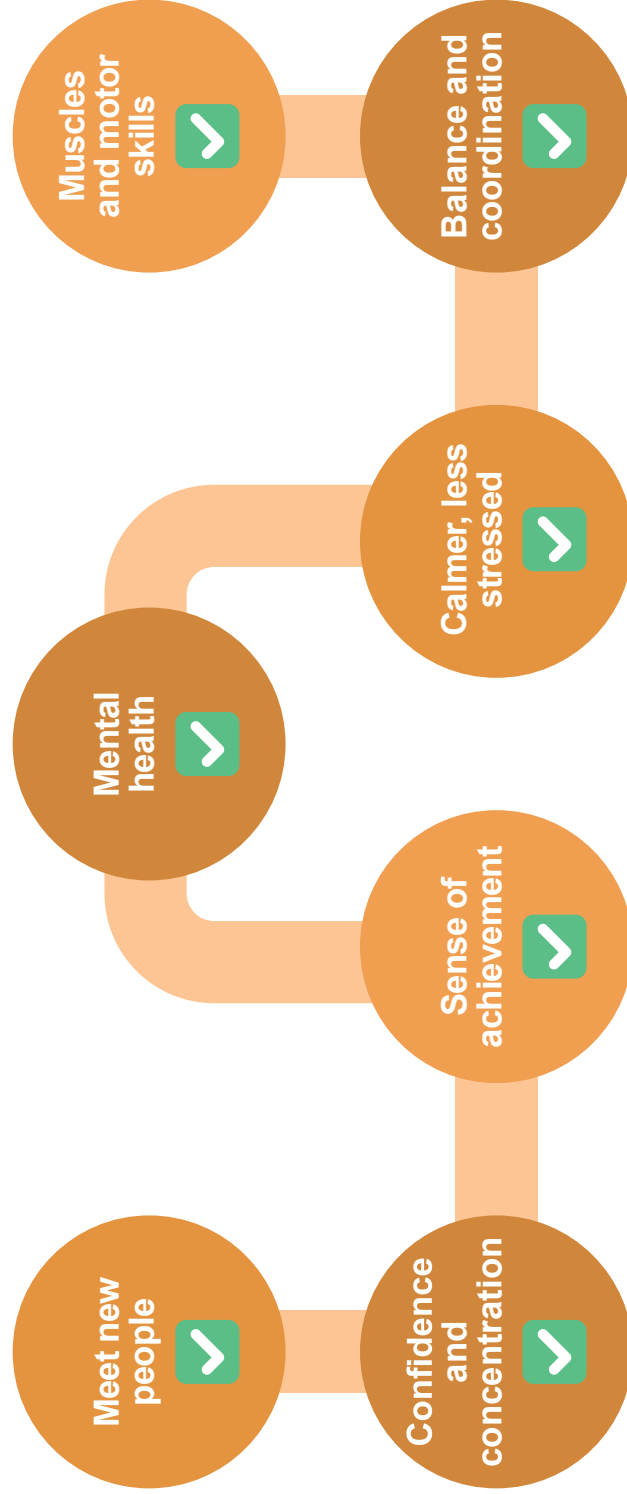 Meet new
people
Confidence
and
concentration
Sense of
achievement
Mental
health
Calmer, less
stressed
Balance and
coordination
Muscles
and motor
skills